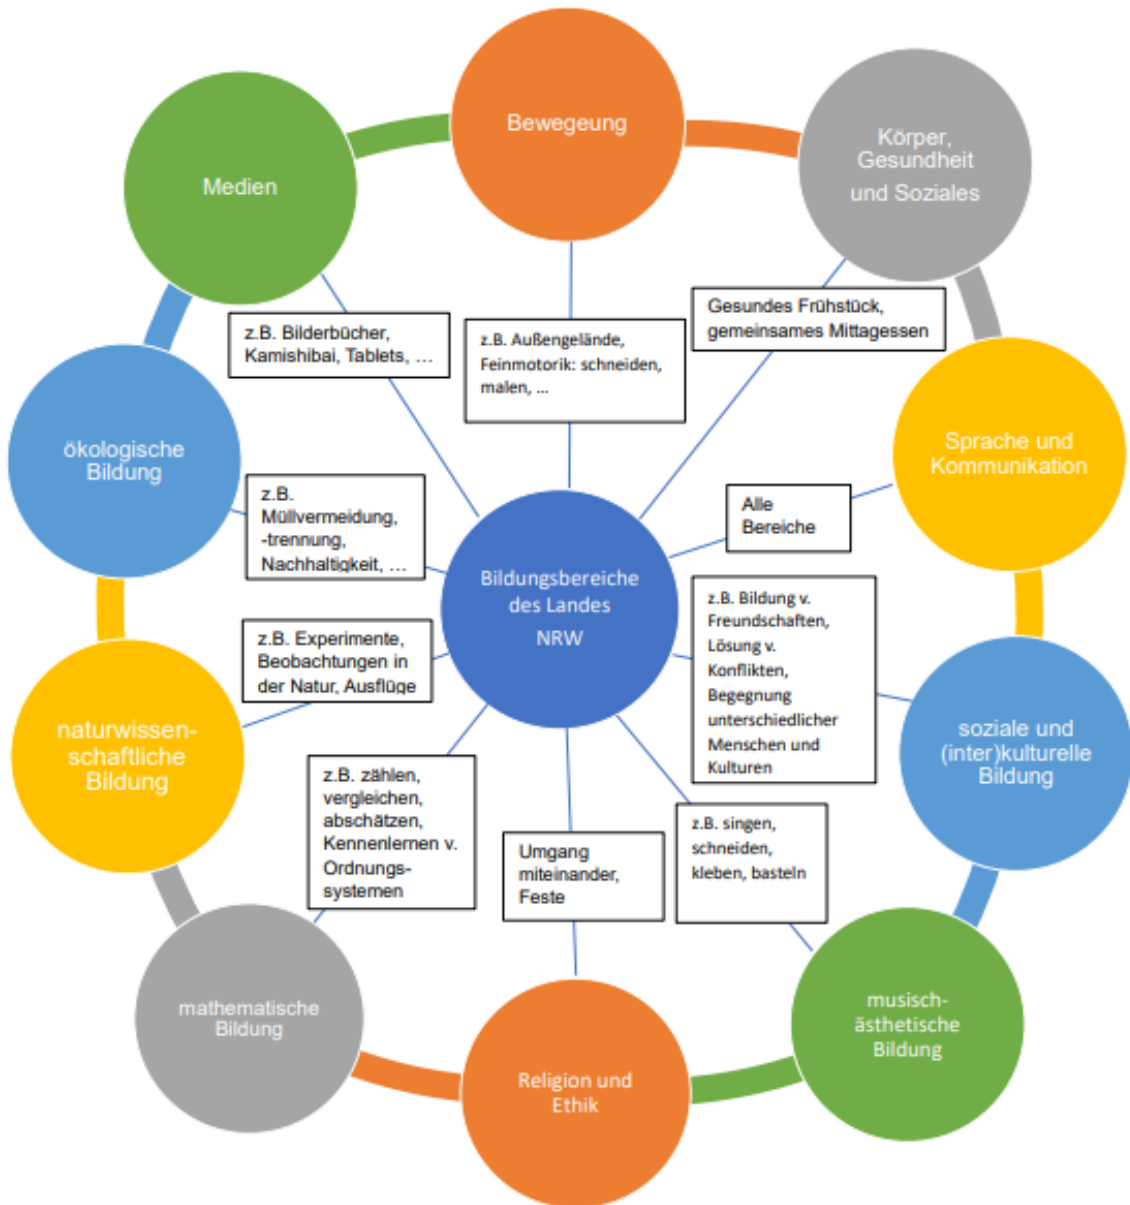 Bewegeung
Körper,
Gesundheit
und Soziales
Medien
Gesundes Frühstück,
gemeinsames Mittagessen
z.B. Bilderbücher,
Kamishibai, Tablets, ...
z.B. Außengelände,
Feinmotorik: schneiden,
malen, ...
Sprache und
Kommunikation
ökologische
Bildung
z.B.
Müllvermeidung,
-trennung,
Nachhaltigkeit, ...
Alle
Bereiche
Bildungsbereiche
des Landes
NRW
z.B. Bildung v.
Freundschaften,
Lösung v.
Konflikten,
Begegnung
unterschiedlicher
Menschen und
Kulturen
z.B. Experimente,
Beobachtungen in
der Natur, Ausflüge
naturwissen-
schaftliche
Bildung
soziale und
(inter)kulturelle
Bildung
z.B. zählen,
vergleichen,
abschätzen,
Kennenlernen v.
Ordnungs-
systemen
Umgang
miteinander,
Feste
z.B. singen,
schneiden,
kleben, basteln
mathematische
Bildung
musisch-
ästhetische
Bildung
Religion und
Ethik